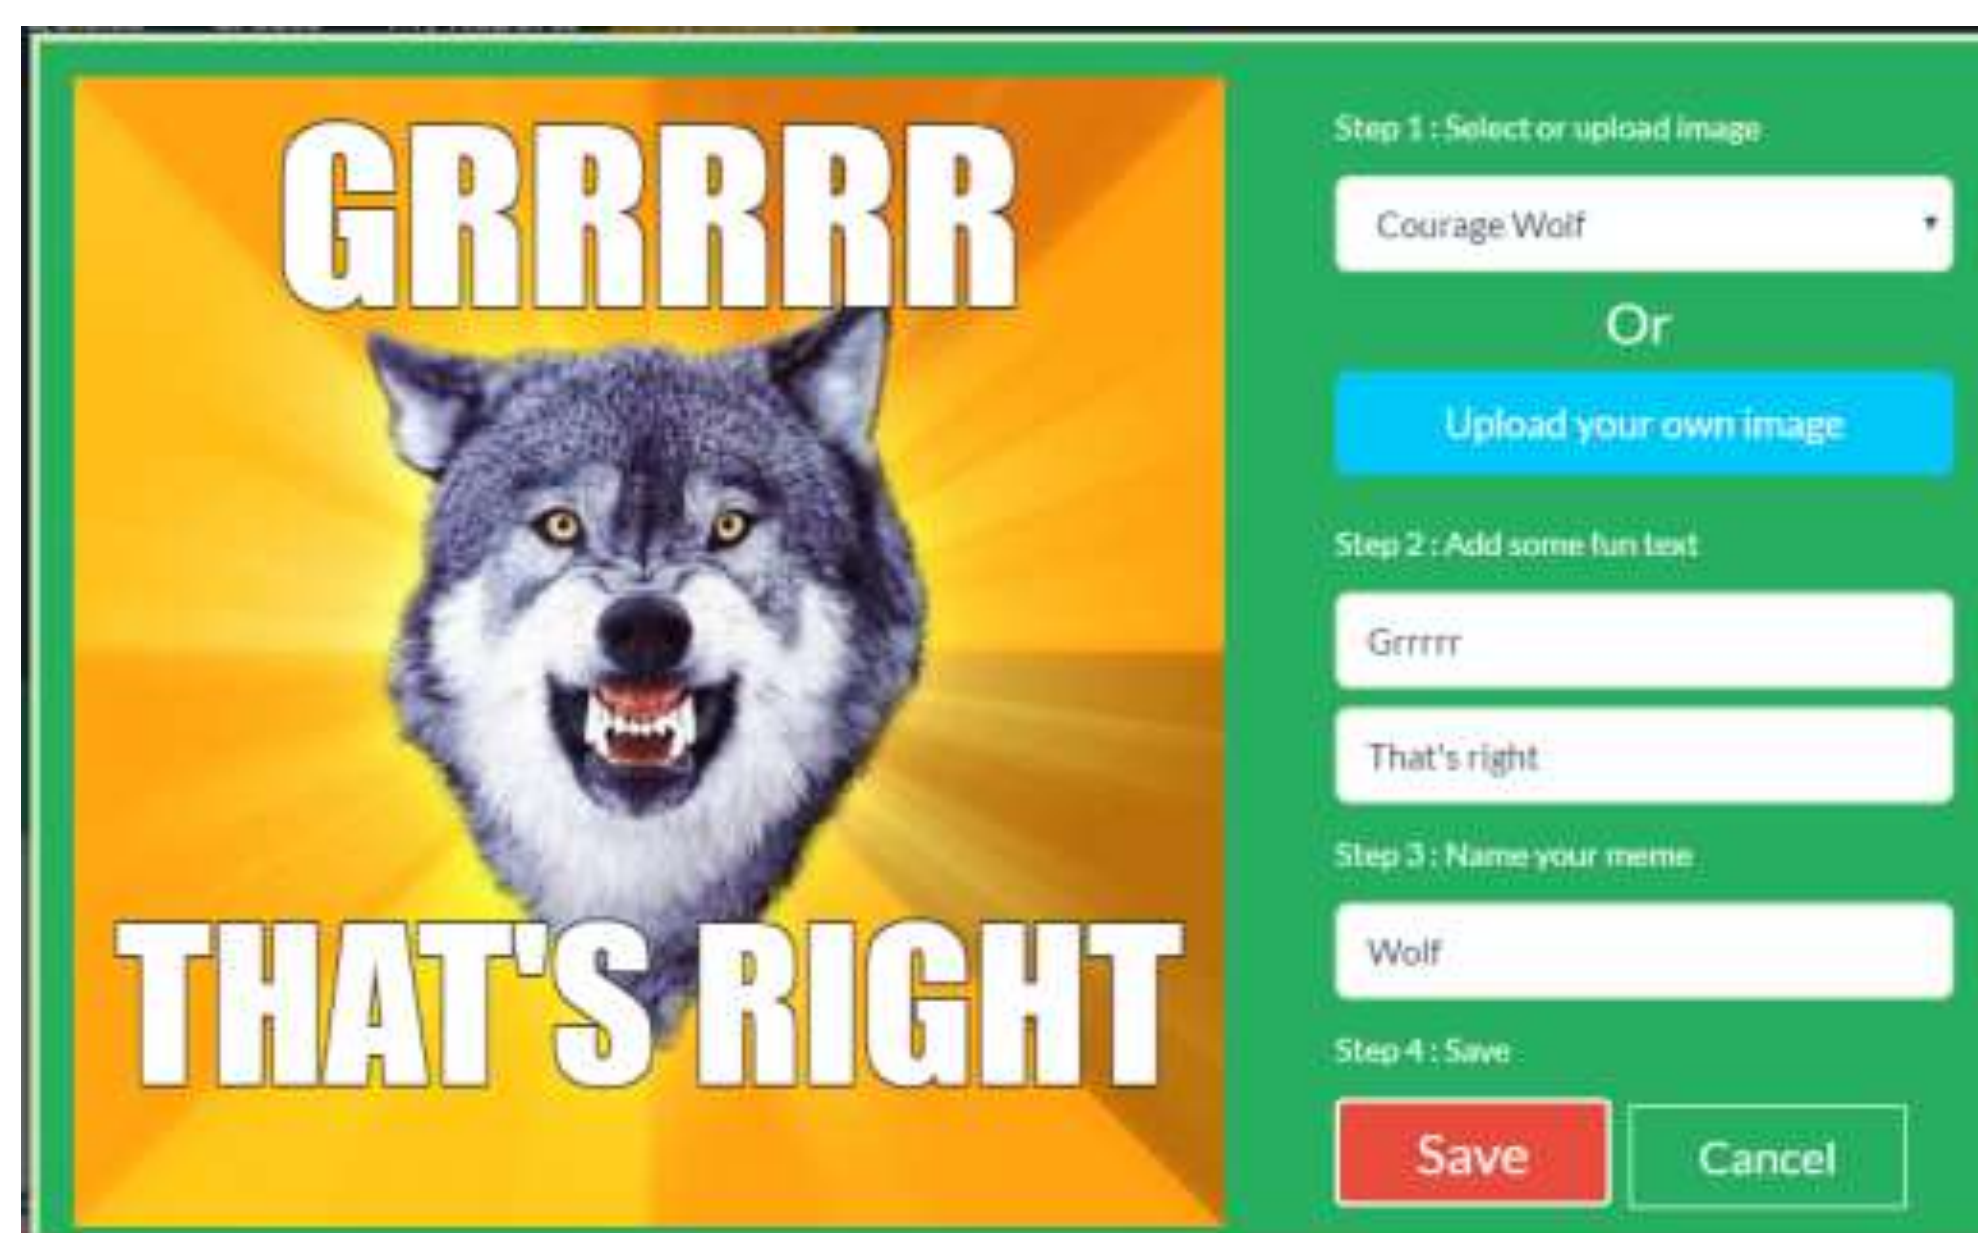 GRRRRR
THAT'S RIGHT
Step 1 : Select or upload image
Courage Wolf
Or
Upload your own image
Step 2 : Add some fun text
Grrrrr
That's right
Step 3 : Name your meme
Wolf
Step 4 : Save
Save
Cancel